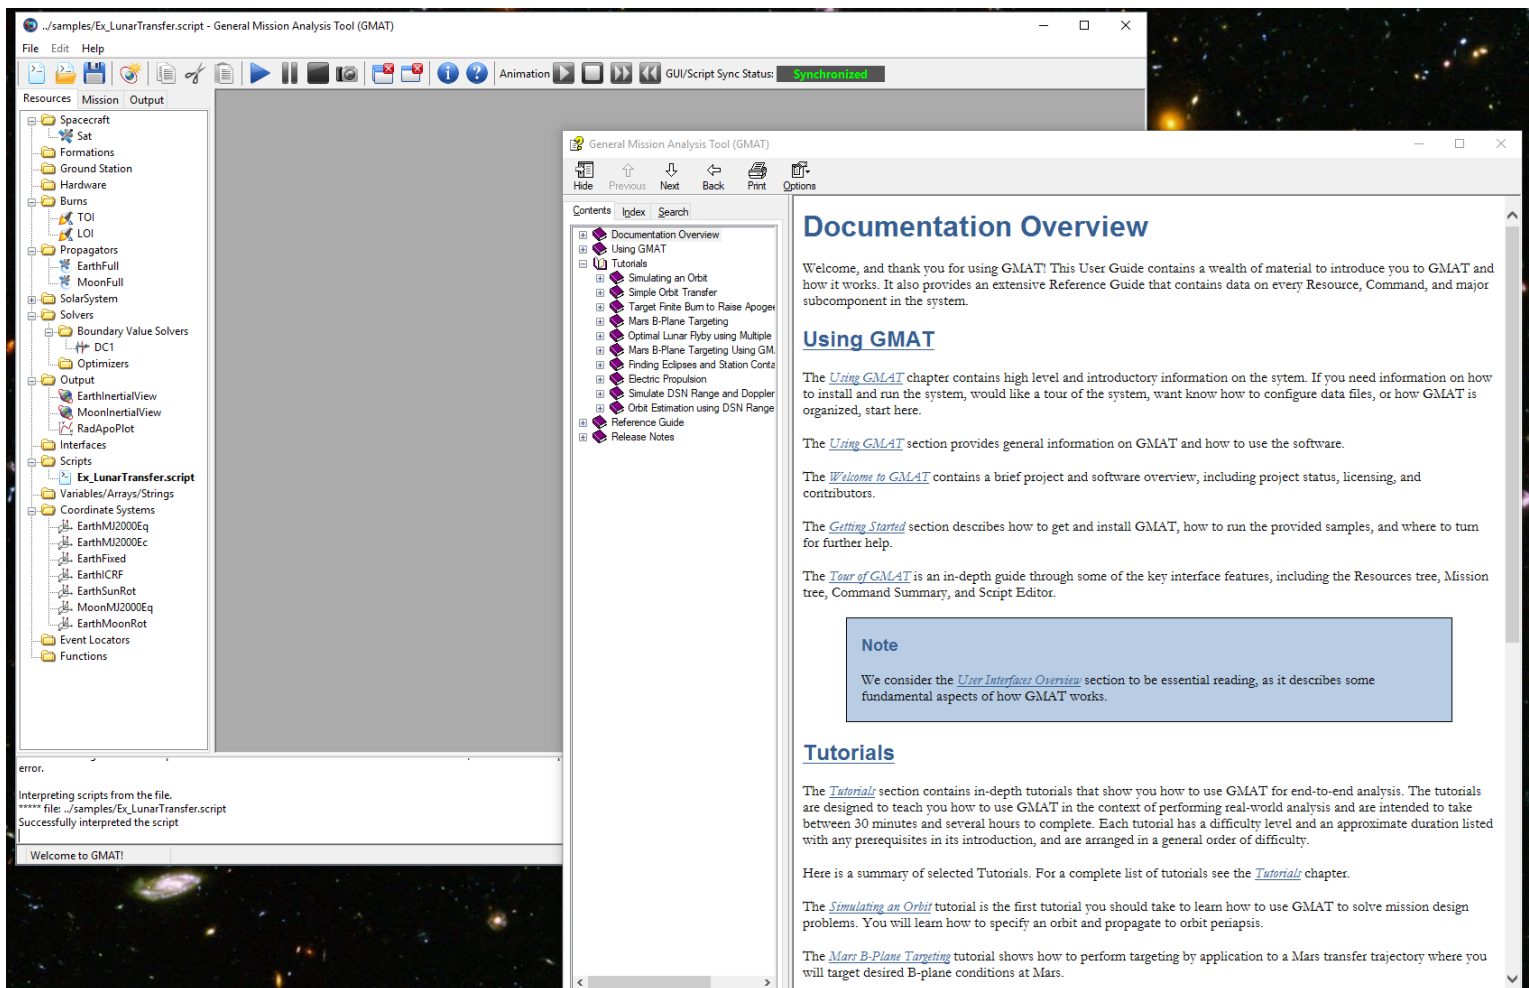 ../samples/Ex_LunarTransfer.script - General Mission Analysis Tool (GMAT)
File Edit Help
Animation GUI/Script Sync Status: Synchronized
Resources Mission Output
Spacecraft
Sat
Formations
Ground Station
Hardware
Burns
TOI
LOI
Propagators
EarthFull
MoonFull
SolarSystem
Solvers
Boundary Value Solvers
DC1
Optimizers
Output
EarthInertialView
MoonInertialView
RadApoPlot
Interfaces
Scripts
Ex_LunarTransfer.script
Variables/Arrays/Strings
Coordinate Systems
EarthMJ2000Eq
EarthMJ2000Ec
EarthFixed
EarthICRF
EarthSunRot
MoonMJ2000Eq
EarthMoonRot
Event Locators
Functions
error.
Interpreting scripts from the file.
***** file: ../samples/Ex_LunarTransfer.script
Successfully interpreted the script
Welcome to GMAT!
General Mission Analysis Tool (GMAT)
Hide Previous Next Back Print Options
Contents Index Search
Documentation Overview
Using GMAT
Tutorials
Simulating an Orbit
Simple Orbit Transfer
Target Finite Burn to Raise Apogee
Mars B-Plane Targeting
Optimal Lunar Flyby using Multiple
Mars B-Plane Targeting Using GM
Finding Eclipses and Station Conta
Electric Propulsion
Simulate DSN Range and Doppler
Orbit Estimation using DSN Range
Reference Guide
Release Notes
Documentation Overview
Welcome, and thank you for using GMAT! This User Guide contains a wealth of material to introduce you to GMAT and
how it works. It also provides an extensive Reference Guide that contains data on every Resource, Command, and major
subcomponent in the system.
Using GMAT
The Using GMAT chapter contains high level and introductory information on the sytem. If you need information on how
to install and run the system, would like a tour of the system, want know how to configure data files, or how GMAT is
organized, start here.
The Using GMAT section provides general information on GMAT and how to use the software.
The Welcome to GMAT contains a brief project and software overview, including project status, licensing, and
contributors.
The Getting Started section describes how to get and install GMAT, how to run the provided samples, and where to turn
for further help.
The Tour of GMAT is an in-depth guide through some of the key interface features, including the Resources tree, Mission
tree, Command Summary, and Script Editor.
Note
We consider the User Interfaces Overview section to be essential reading, as it describes some
fundamental aspects of how GMAT works.
Tutorials
The Tutorials section contains in-depth tutorials that show you how to use GMAT for end-to-end analysis. The tutorials
are designed to teach you how to use GMAT in the context of performing real-world analysis and are intended to take
between 30 minutes and several hours to complete. Each tutorial has a difficulty level and an approximate duration listed
with any prerequisites in its introduction, and are arranged in a general order of difficulty.
Here is a summary of selected Tutorials. For a complete list of tutorials see the Tutorials chapter.
The Simulating an Orbit tutorial is the first tutorial you should take to learn how to use GMAT to solve mission design
problems. You will learn how to specify an orbit and propagate to orbit periapsis.
The Mars B-Plane Targeting tutorial shows how to perform targeting by application to a Mars transfer trajectory where you
will target desired B-plane conditions at Mars.